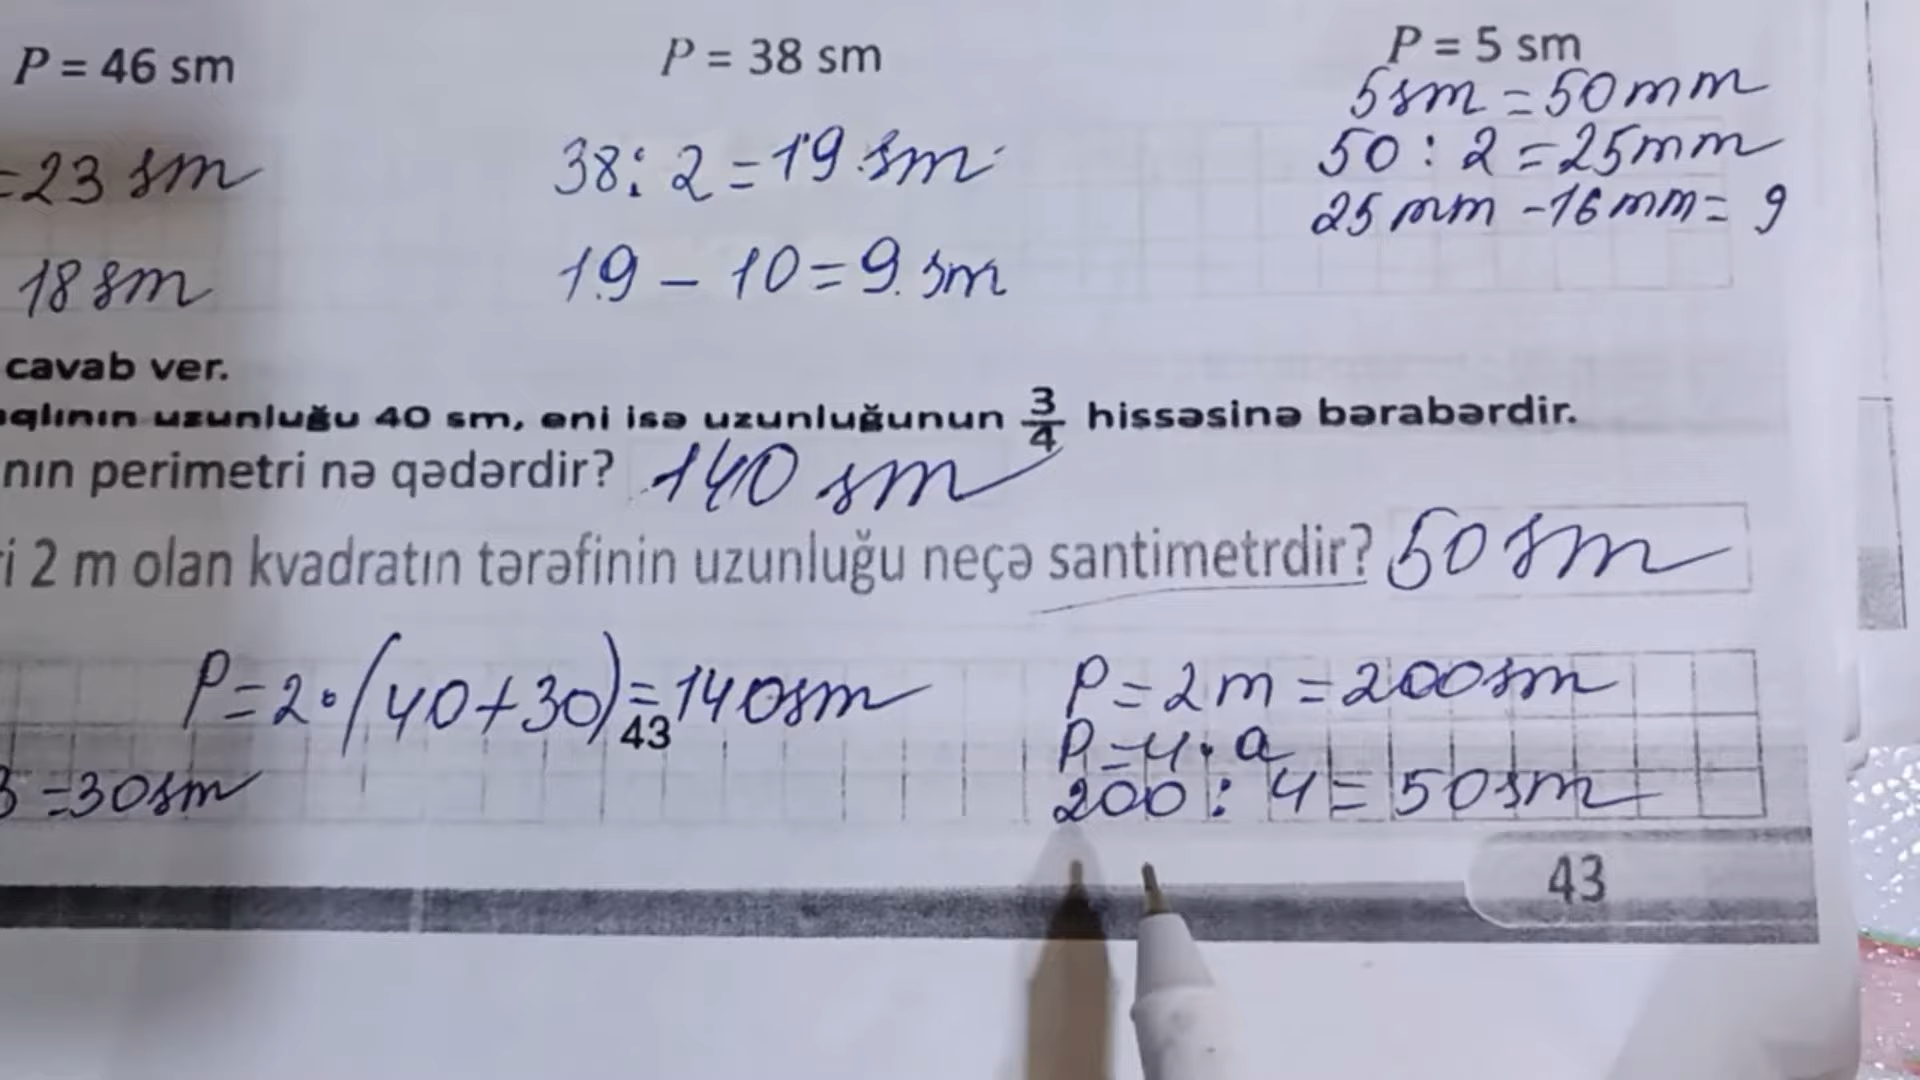 P = 46 sm
P = 38 sm
P = 5 sm
5 sm = 50 mm
=23 sm
38 : 2 = 19 sm
50 : 2 = 25 mm
25 mm - 16 mm = 9
18 sm
19 - 10 = 9 sm
cavab ver.
uzunluğu 40 sm, eni isə uzunluğunun 3/4 hissəsinə bərabərdir.
nın perimetri nə qədərdir? 140 sm
i 2 m olan kvadratın tərəfinin uzunluğu neçə santimetrdir? 50 sm
P = 2 · (40 + 30) = 140 sm
43
3 = 30 sm
P = 2 m = 200 sm
P = 4 · a
200 : 4 = 50 sm
43